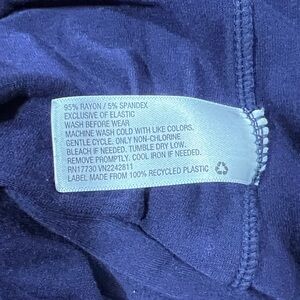 95% RAYON / 5% SPANDEX
EXCLUSIVE OF ELASTIC
WASH BEFORE WEAR
MACHINE WASH COLD WITH LIKE COLORS.
GENTLE CYCLE. ONLY NON-CHLORINE
BLEACH IF NEEDED. TUMBLE DRY LOW.
REMOVE PROMPTLY. COOL IRON IF NEEDED.
RN17730 VN2242811
LABEL MADE FROM 100% RECYCLED PLASTIC